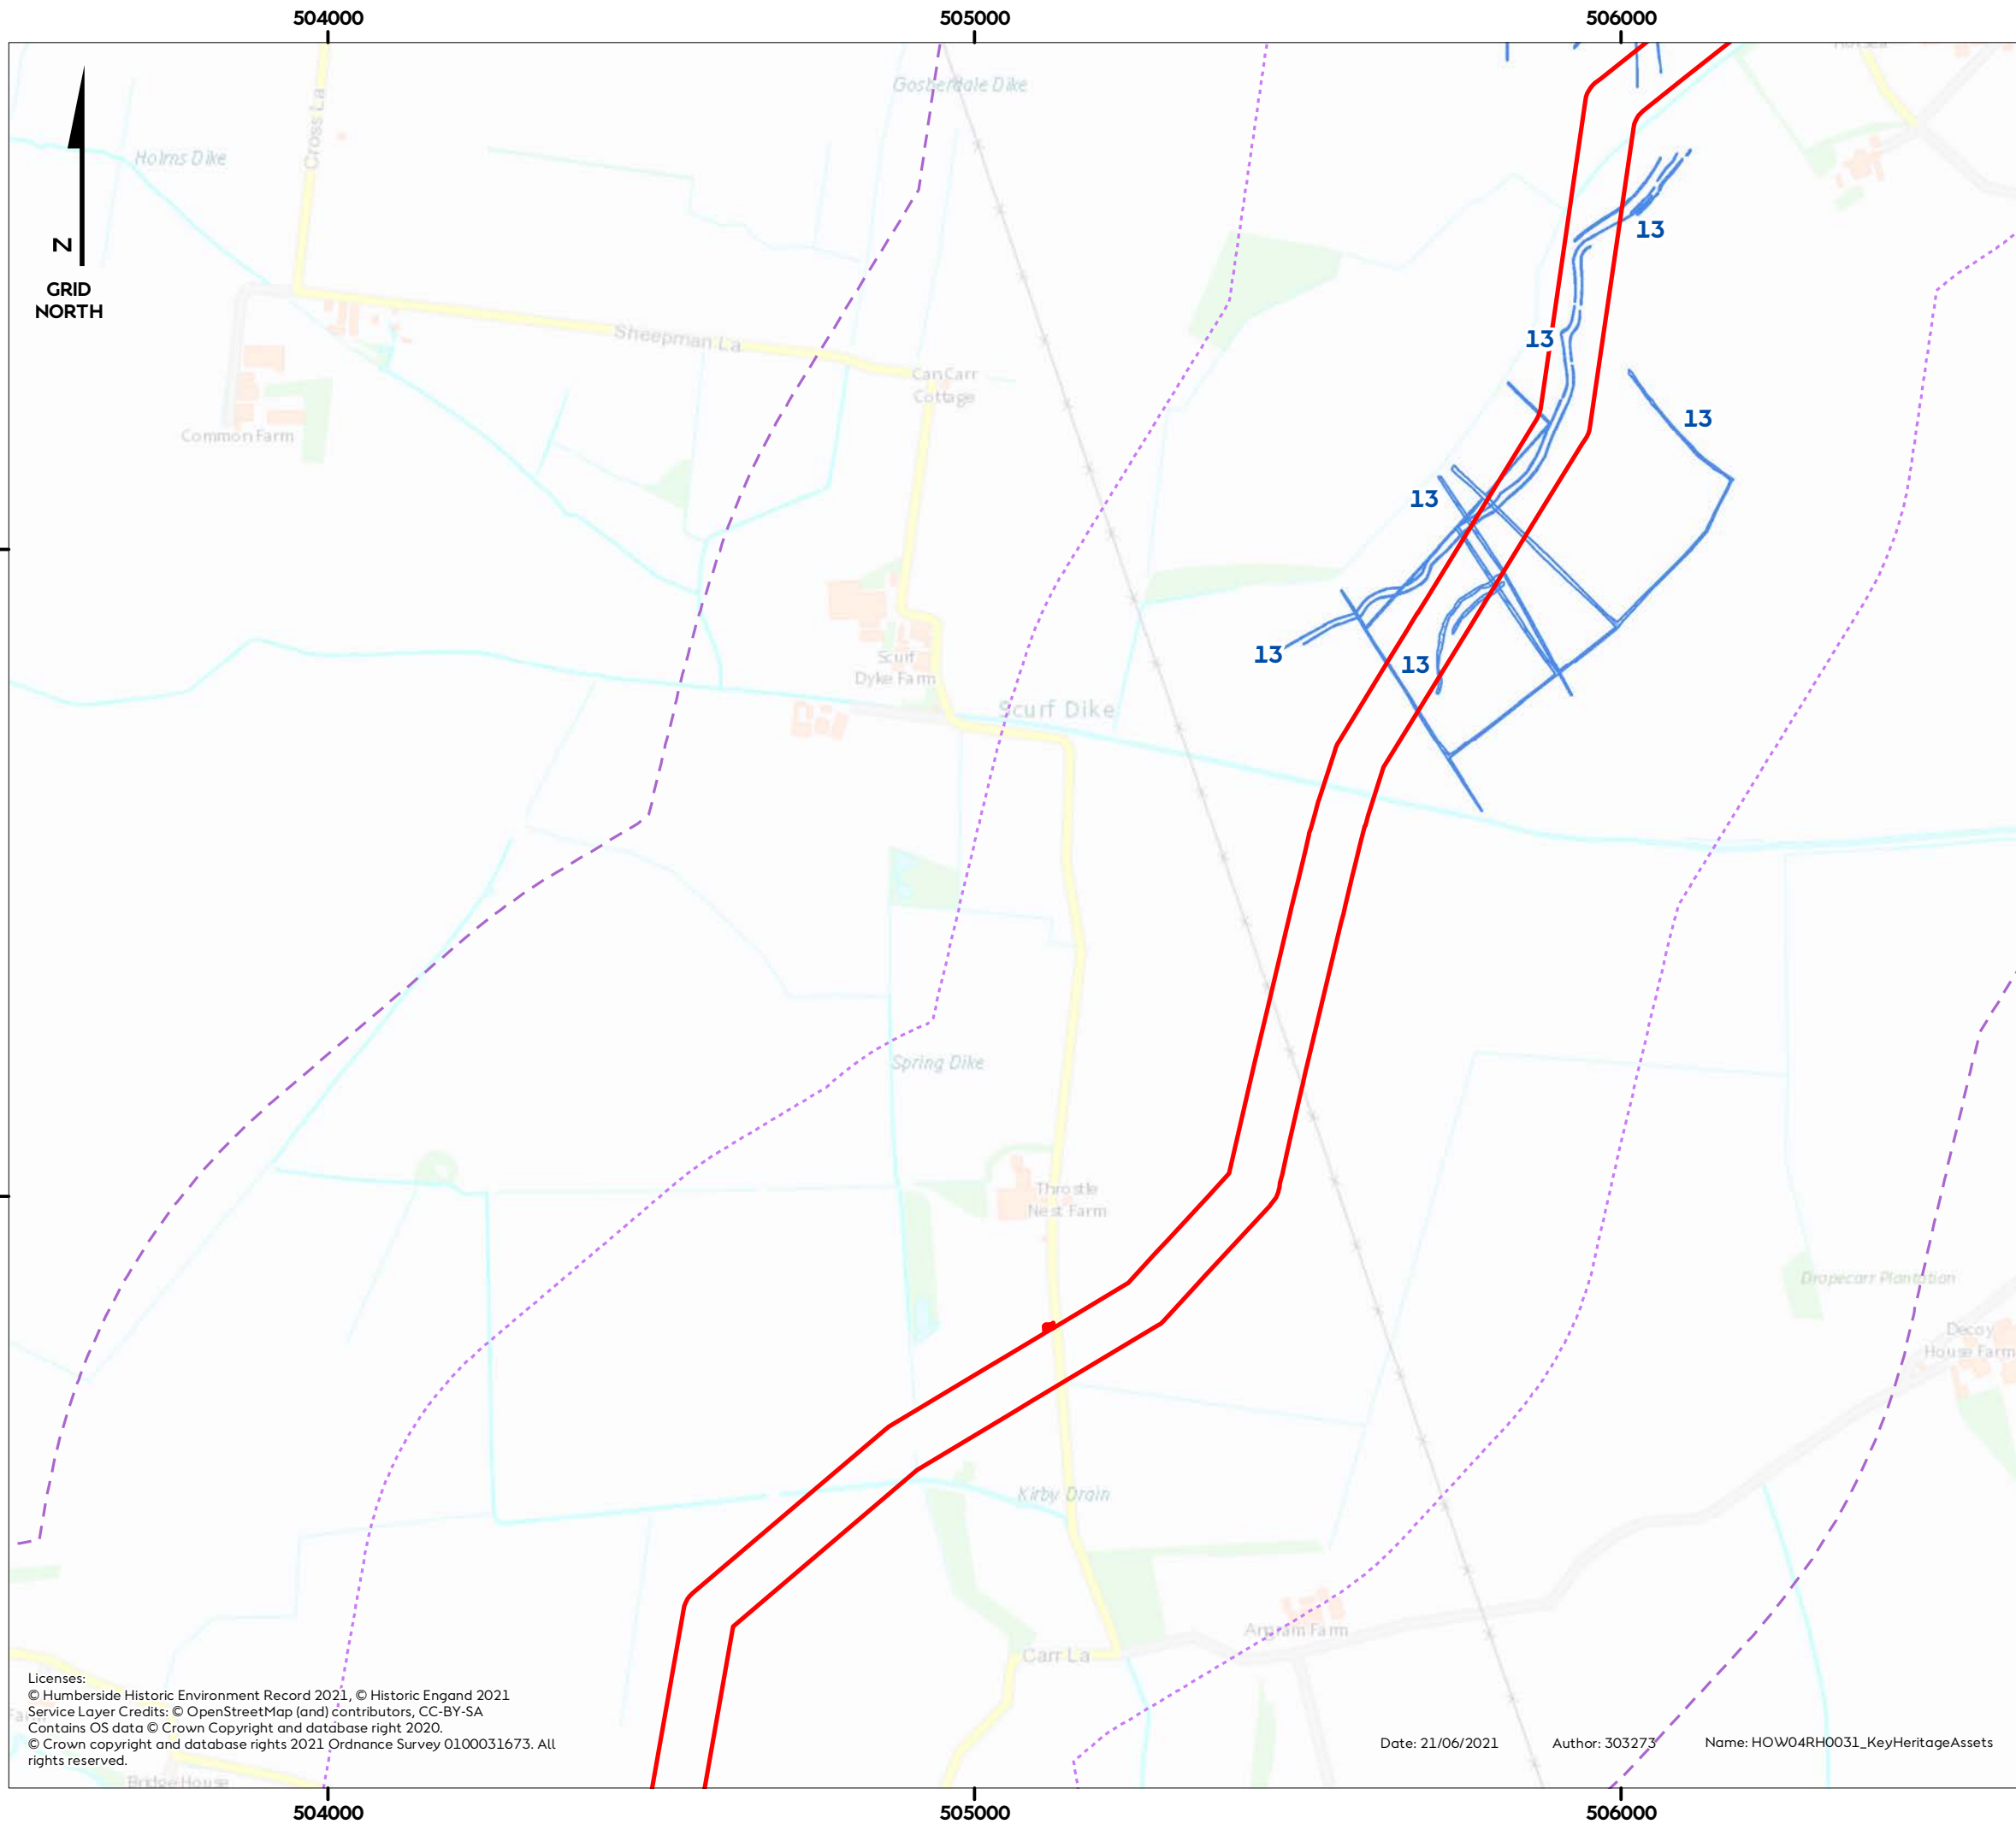 504000
505000
506000
Gosberdale Dike
Holms Dike
Cross La
N
GRID
NORTH
13
Sheepman La
13
CanCarr
Cottage
13
Common Farm
13
Scurf
Dyke Farm
13
13
Scurf Dike
Spring Dike
Throstle
Nest Farm
Drapecarr Plantation
Decoy
House Farm
Kirby Drain
Argram Farm
Carr La
Licenses:
© Humberside Historic Environment Record 2021, © Historic Engand 2021
Service Layer Credits: © OpenStreetMap (and) contributors, CC-BY-SA
Contains OS data © Crown Copyright and database right 2020.
© Crown copyright and database rights 2021 Ordnance Survey 0100031673. All
rights reserved.
Date: 21/06/2021
Author: 303273
Name: HOW04RH0031_KeyHeritageAssets
Bridge House
504000
505000
506000